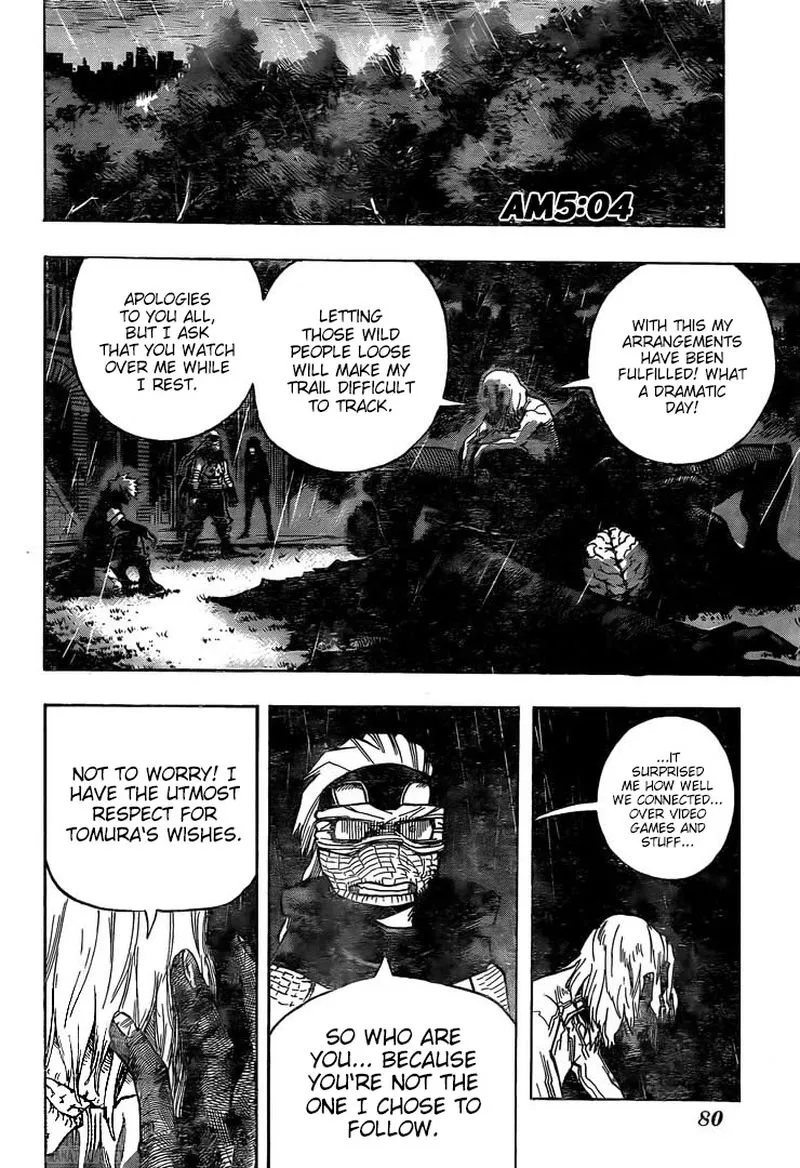 AM5:04
WITH THIS MY
ARRANGEMENTS
HAVE BEEN
FULFILLED! WHAT
A DRAMATIC
DAY!
LETTING
THOSE WILD
PEOPLE LOOSE
WILL MAKE MY
TRAIL DIFFICULT
TO TRACK.
APOLOGIES
TO YOU ALL,
BUT I ASK
THAT YOU WATCH
OVER ME WHILE
I REST.
...IT
SURPRISED
ME HOW WELL
WE CONNECTED...
OVER VIDEO
GAMES AND
STUFF...
SO WHO ARE
YOU... BECAUSE
YOU'RE NOT THE
ONE I CHOSE TO
FOLLOW.
NOT TO WORRY! I
HAVE THE UTMOST
RESPECT FOR
TOMURA'S WISHES.
80